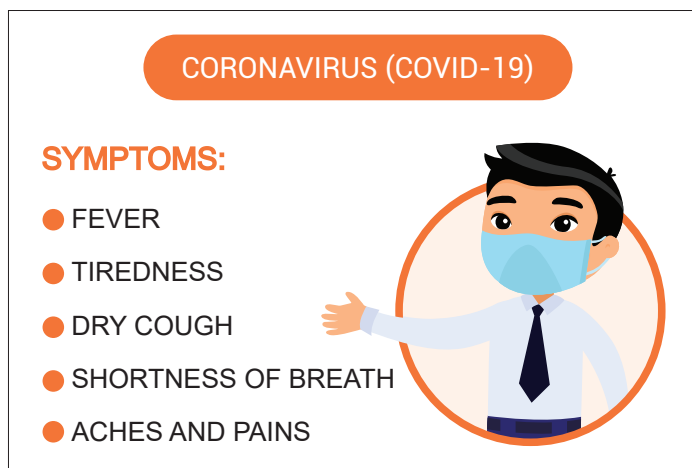 CORONAVIRUS (COVID-19)
SYMPTOMS:
FEVER
TIREDNESS
DRY COUGH
SHORTNESS OF BREATH
ACHES AND PAINS